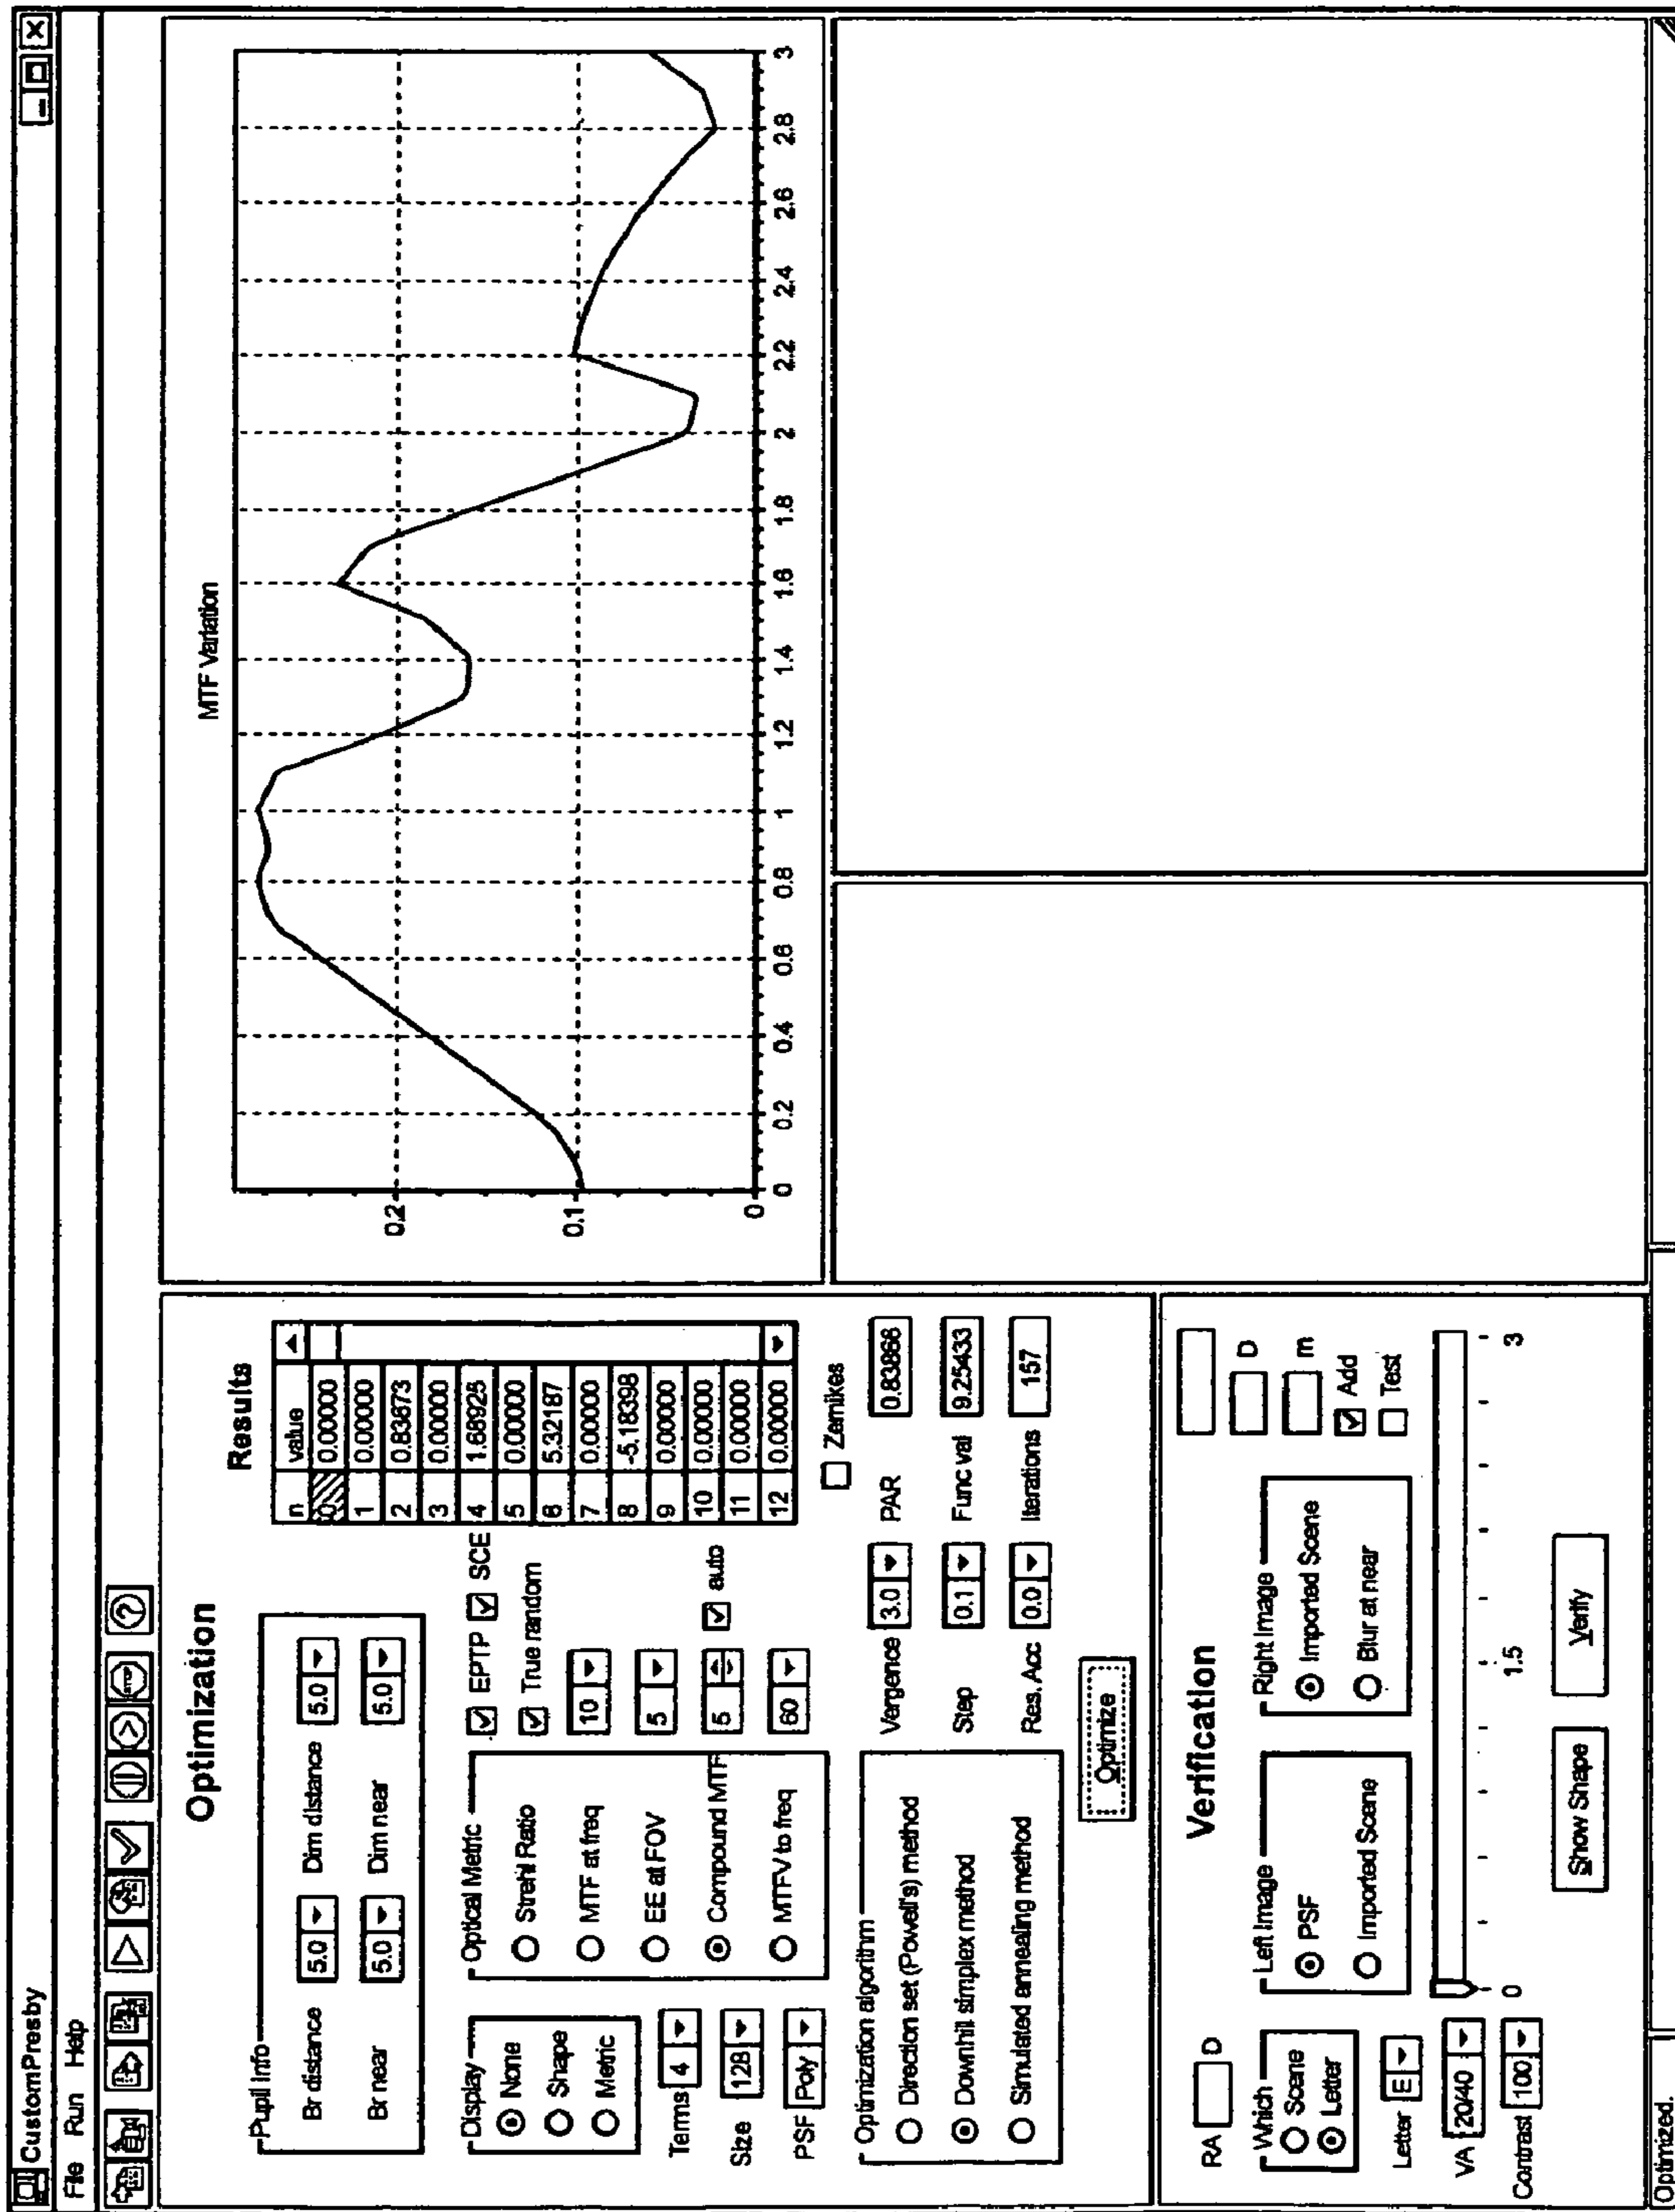 CustomPresby
File Run Help
Optimization
Pupil Info
Br distance 5.0 Dim distance 5.0
Br near 5.0 Dim near 5.0
Display
None
Shape
Metric
Terms 4
Size 128
PSF Poly
Optical Metric
Strehl Ratio
MTF at freq
EE at FOV
Compound MTF
MTFV to freq
EPTP SCE
True random
10
5
5 auto
60
Results
n value
0 0.00000
1 0.00000
2 0.83873
3 0.00000
4 1.68925
5 0.00000
6 5.32187
7 0.00000
8 -5.18398
9 0.00000
10 0.00000
11 0.00000
12 0.00000
Zernikes
Optimization algorithm
Direction set (Powell's) method
Downhill simplex method
Simulated annealing method
Vergence 3.0 PAR 0.83868
Step 0.1 Func val 9.25433
Res. Acc 0.0 Iterations 157
Optimize
MTF Variation
0.2
0.1
0
0 0.2 0.4 0.6 0.8 1 1.2 1.4 1.6 1.8 2 2.2 2.4 2.6 2.8 3
Verification
RA D
Which
Scene
Letter
Letter E
VA 20/40
Contrast 100
Left Image
PSF
Imported Scene
Right Image
Imported Scene
Blur at near
D
m
Add
Test
0 1.5 3
Show Shape Verify
Optimized.